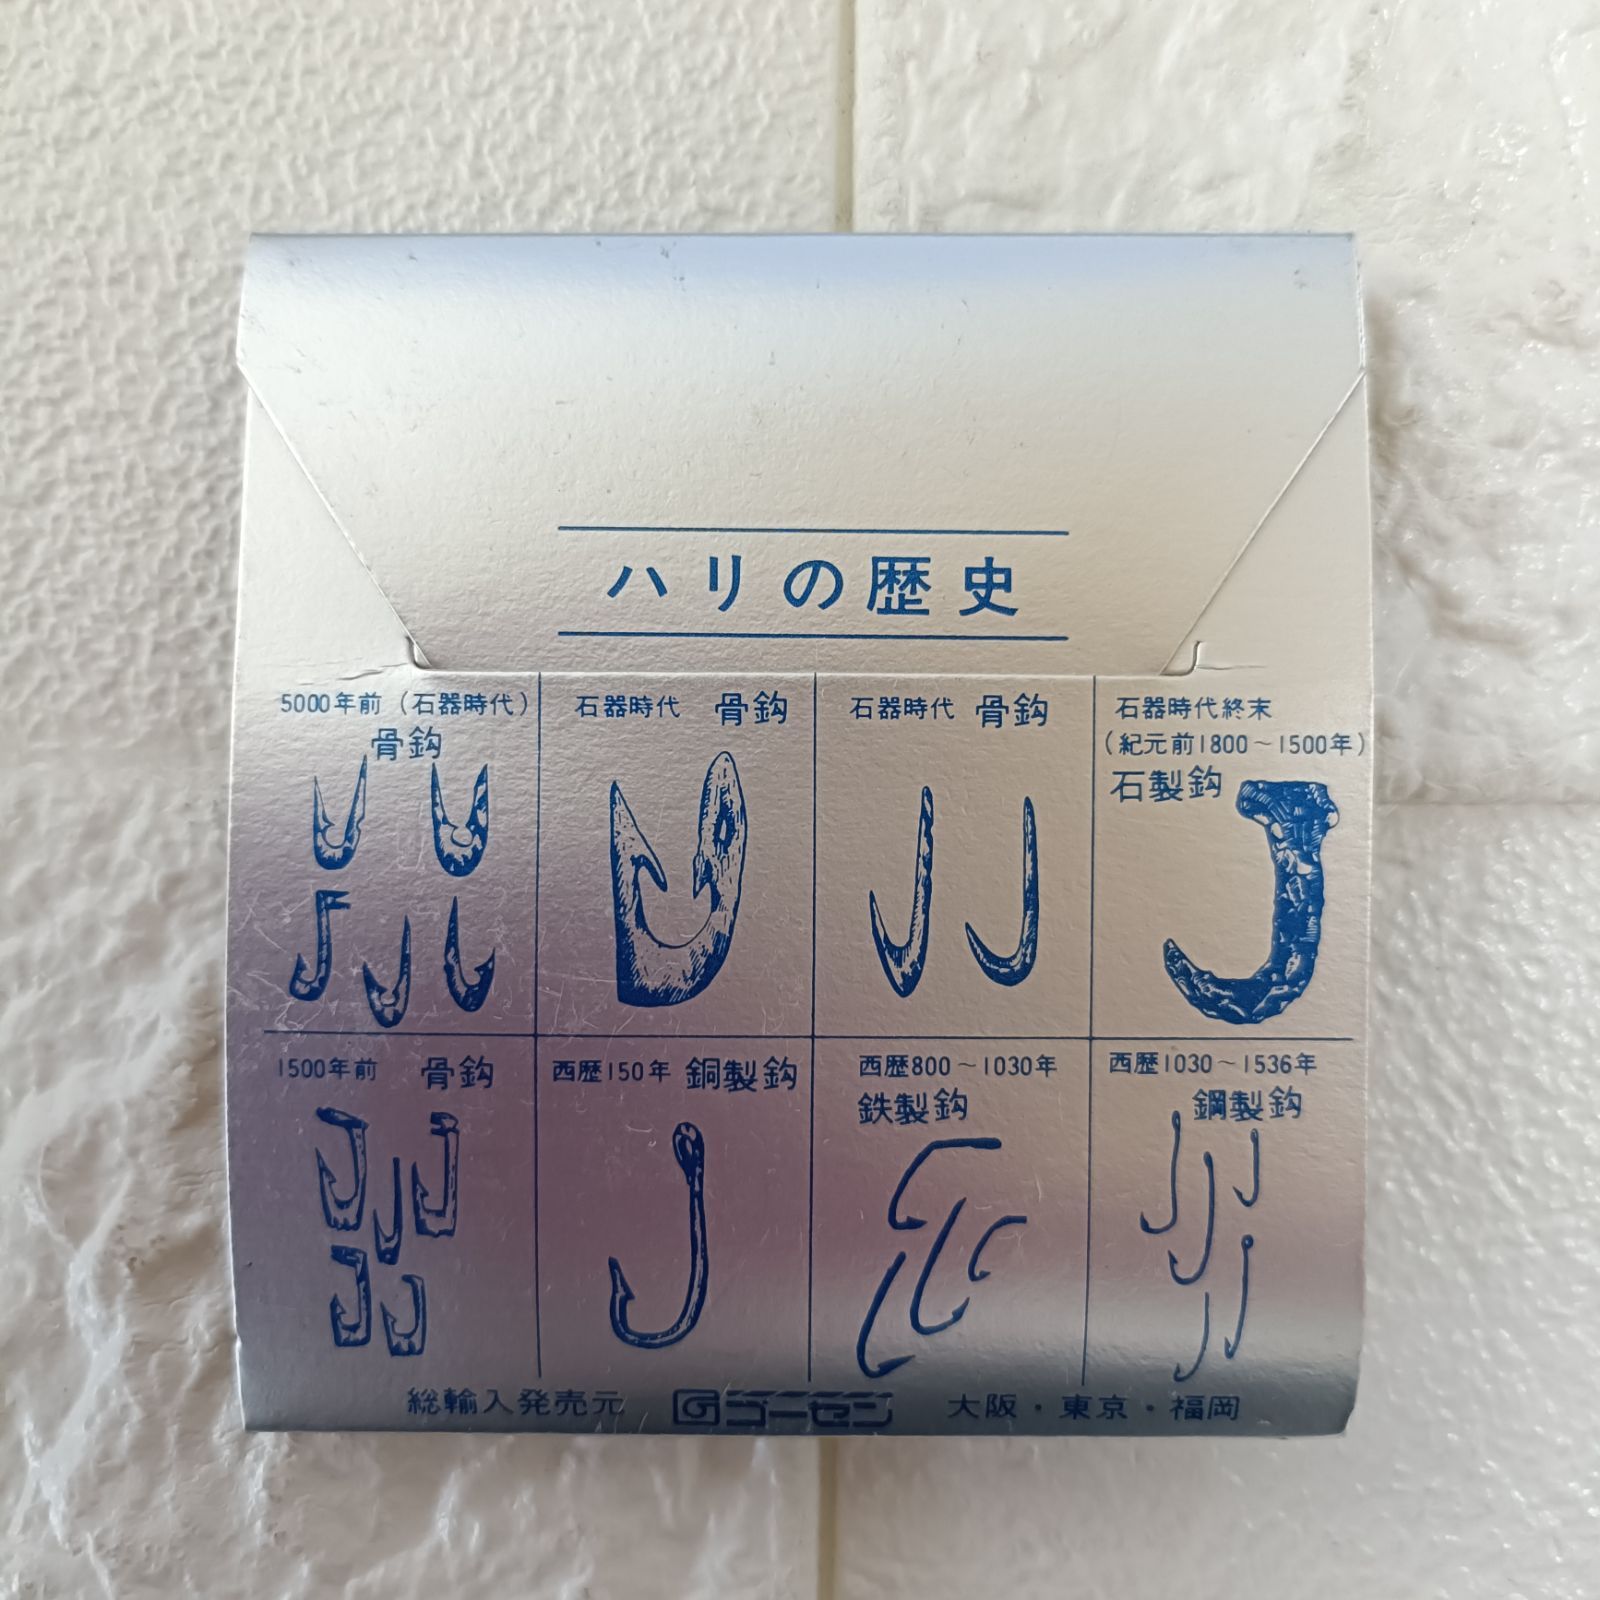 ハリの歴史
5000年前（石器時代）
骨鈎
石器時代 骨鈎
石器時代 骨鈎
石器時代終末
（紀元前1800～1500年）
石製鈎
1500年前 骨鈎
西歴150年 銅製鈎
西歴800～1030年
鉄製鈎
西歴1030～1536年
鋼製鈎
総輸入発売元 G ゴーセン 大阪・東京・福岡